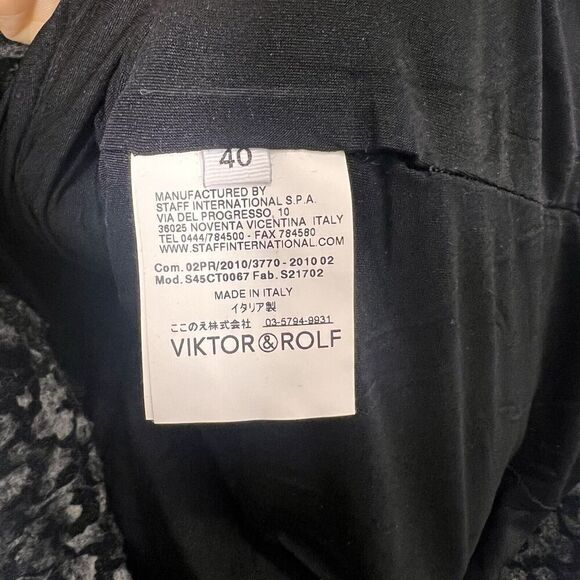 40
MANUFACTURED BY
STAFF INTERNATIONAL S.P.A.
VIA DEL PROGRESSO, 10
36025 NOVENTA VICENTINA ITALY
TEL 0444/784500 - FAX 784580
WWW.STAFFINTERNATIONAL.COM
Com. 02PR/2010/3770 - 2010 02
Mod. S45CT0067 Fab. S21702
MADE IN ITALY
イタリア製
ここのえ株式会社 03-5794-9931
VIKTOR&ROLF